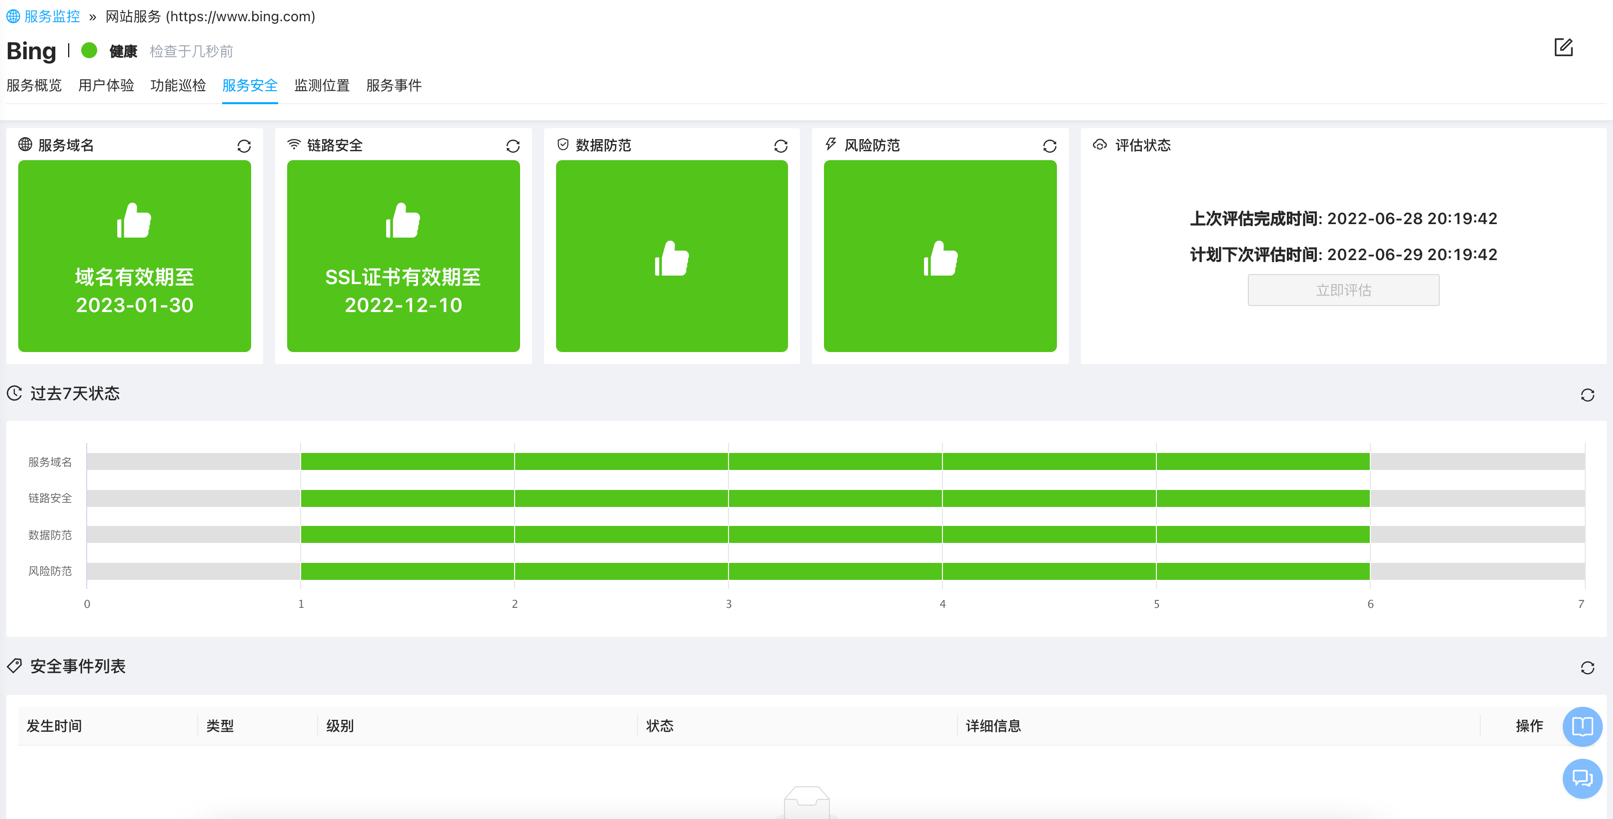 服务监控 » 网站服务 (https://www.bing.com)
Bing | 健康 检查于几秒前
服务概览 用户体验 功能巡检 服务安全 监测位置 服务事件
服务域名
域名有效期至
2023-01-30
链路安全
SSL证书有效期至
2022-12-10
数据防范
风险防范
评估状态
上次评估完成时间: 2022-06-28 20:19:42
计划下次评估时间: 2022-06-29 20:19:42
立即评估
过去7天状态
服务域名
链路安全
数据防范
风险防范
0 1 2 3 4 5 6 7
安全事件列表
发生时间 类型 级别 状态 详细信息 操作